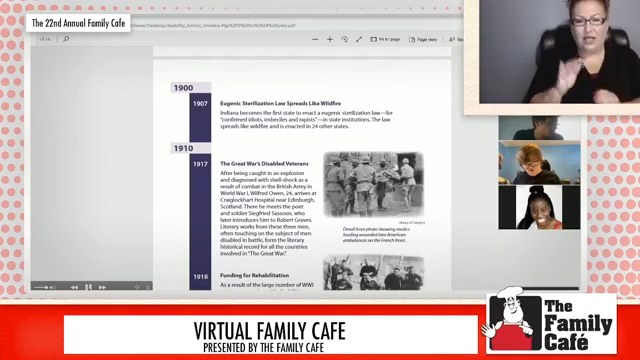 The 22nd Annual Family Cafe
Fit to page
Page view
1900
1907
Eugenic Sterilization Law Spreads Like Wildfire
Indiana becomes the first state to enact a eugenic sterilization law—for
"confirmed idiots, imbeciles and rapists"—in state institutions. The law
spreads like wildfire and is enacted in 24 other states.
1910
1917
The Great War's Disabled Veterans
After being caught in an explosion
and diagnosed with shell-shock as a
result of combat in the British Army in
World War I, Wilfred Owen, 24, arrives at
Craiglockhart Hospital near Edinburgh,
Scotland. There he meets the poet
and soldier Siegfried Sassoon, who
later introduces him to Robert Graves.
Literary works from these three men,
often touching on the subject of men
disabled in battle, form the literary
historical record for all the countries
involved in "The Great War."
Library of Congress
Detail from photo showing medics
loading wounded into American
ambulances on the French front.
1918
Funding for Rehabilitation
As a result of the large number of WWI
VIRTUAL FAMILY CAFE
PRESENTED BY THE FAMILY CAFE
The
Family
Café